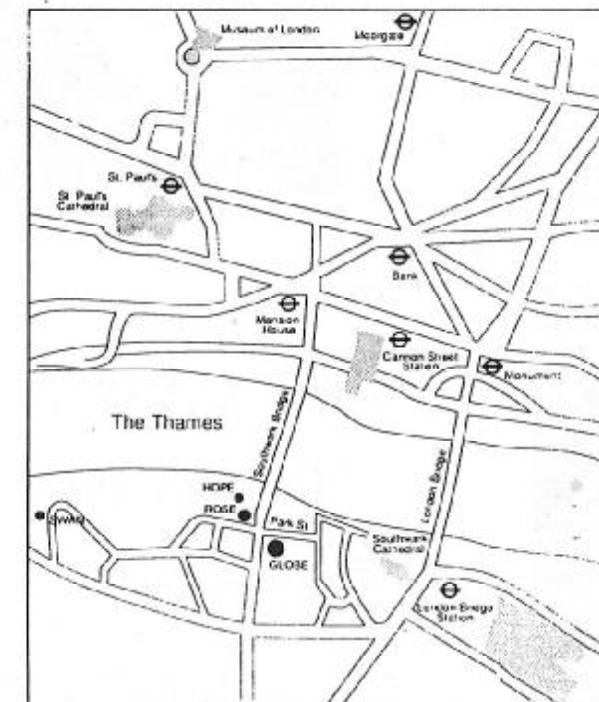 Museum of London
Moorgate
St. Paul's
St. Paul's
Cathedral
Bank
Mansion
House
Cannon Street
Station
Monument
The Thames
Southwark Bridge
London Bridge
HOPE
ROSE
SWAN
Park St
GLOBE
Southwark
Cathedral
London Bridge
Station